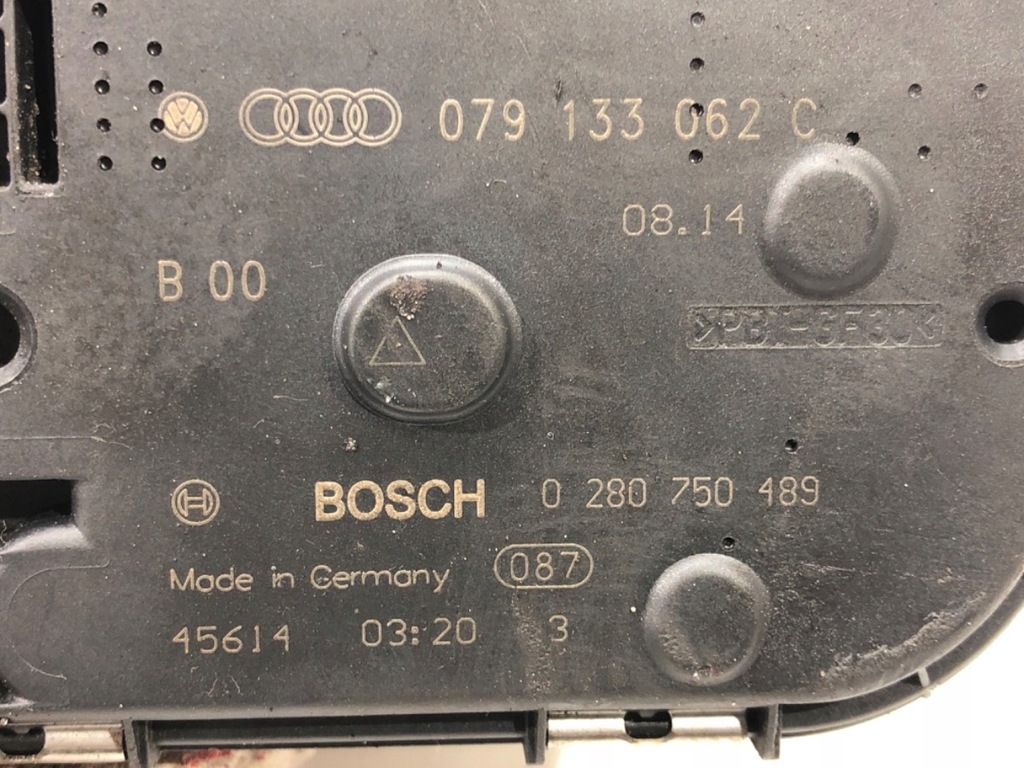 079 133 062 C
08.14
B 00
BOSCH 0 280 750 489
Made in Germany 087
45614 03:20 3